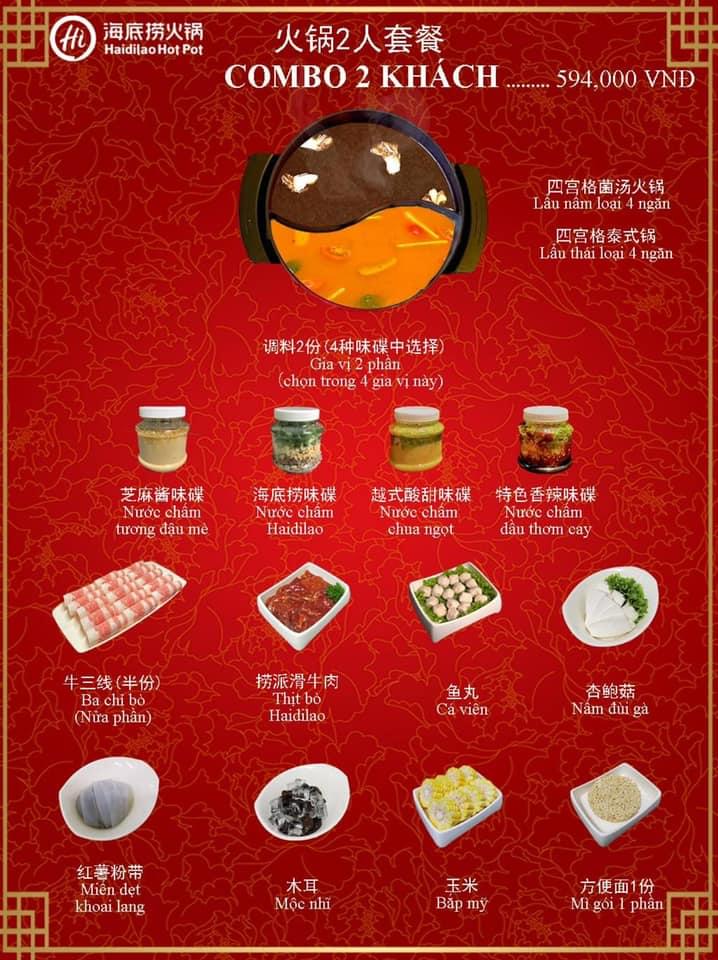 Hi 海底捞火锅
Haidilao Hot Pot
火锅2人套餐
COMBO 2 KHÁCH ......... 594,000 VNĐ
四宫格菌汤火锅
Lẩu nấm loại 4 ngăn
四宫格泰式锅
Lẩu thái loại 4 ngăn
调料2份(4种味碟中选择)
Gia vị 2 phần
(chọn trong 4 gia vị này)
芝麻酱味碟
Nước chấm
tương đậu mè
海底捞味碟
Nước chấm
Haidilao
越式酸甜味碟
Nước chấm
chua ngọt
特色香辣味碟
Nước chấm
dầu thơm cay
牛三线(半份)
Ba chỉ bò
(Nửa phần)
捞派滑牛肉
Thịt bò
Haidilao
鱼丸
Cá viên
杏鲍菇
Nấm đùi gà
红薯粉带
Miến dẹt
khoai lang
木耳
Mộc nhĩ
玉米
Bắp mỹ
方便面1份
Mì gói 1 phần